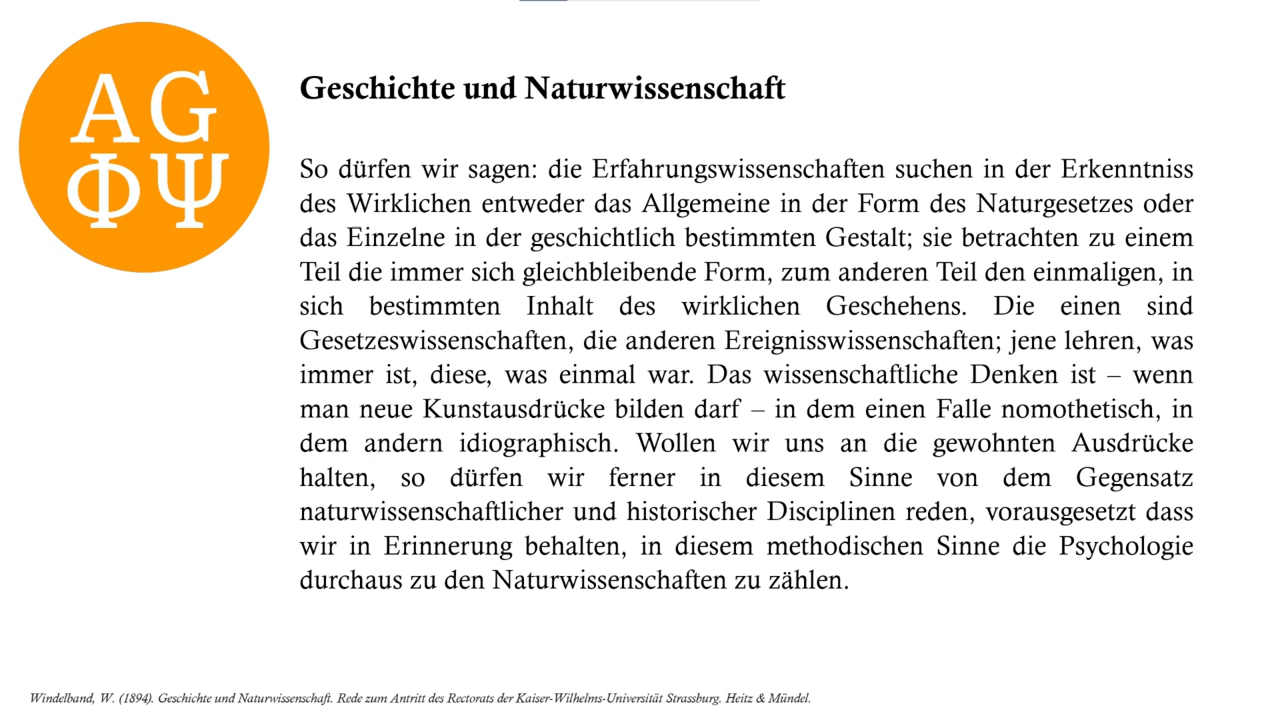 AG
ΦΨ
Geschichte und Naturwissenschaft
So dürfen wir sagen: die Erfahrungswissenschaften suchen in der Erkenntniss
des Wirklichen entweder das Allgemeine in der Form des Naturgesetzes oder
das Einzelne in der geschichtlich bestimmten Gestalt; sie betrachten zu einem
Teil die immer sich gleichbleibende Form, zum anderen Teil den einmaligen, in
sich bestimmten Inhalt des wirklichen Geschehens. Die einen sind
Gesetzeswissenschaften, die anderen Ereignisswissenschaften; jene lehren, was
immer ist, diese, was einmal war. Das wissenschaftliche Denken ist – wenn
man neue Kunstausdrücke bilden darf – in dem einen Falle nomothetisch, in
dem andern idiographisch. Wollen wir uns an die gewohnten Ausdrücke
halten, so dürfen wir ferner in diesem Sinne von dem Gegensatz
naturwissenschaftlicher und historischer Disciplinen reden, vorausgesetzt dass
wir in Erinnerung behalten, in diesem methodischen Sinne die Psychologie
durchaus zu den Naturwissenschaften zu zählen.
Windelband, W. (1894). Geschichte und Naturwissenschaft. Rede zum Antritt des Rectorats der Kaiser-Wilhelms-Universität Strassburg. Heitz & Mündel.